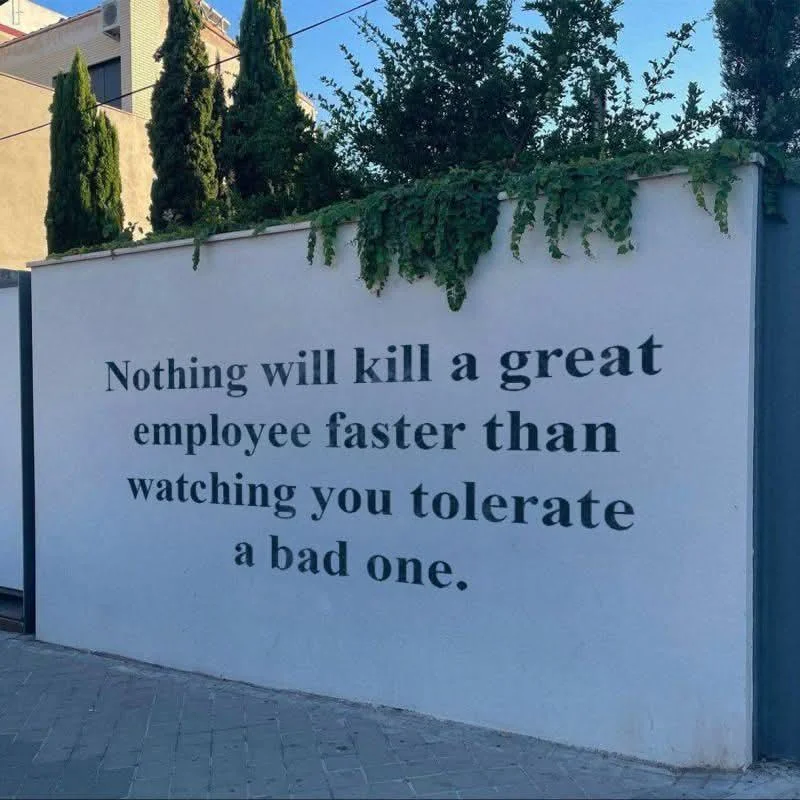 Nothing will kill a great
employee faster than
watching you tolerate
a bad one.